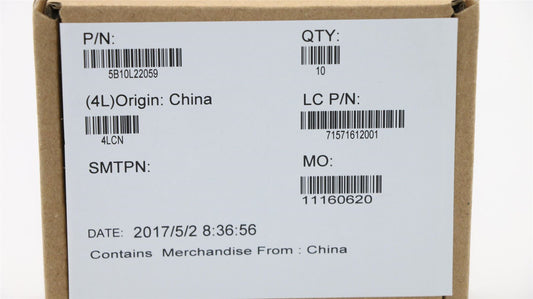 P/N:
5B10L22059
QTY:
10
(4L)Origin: China
4LCN
LC P/N:
71571612001
SMTPN:
MO:
11160620
DATE: 2017/5/2 8:36:56
Contains Merchandise From : China